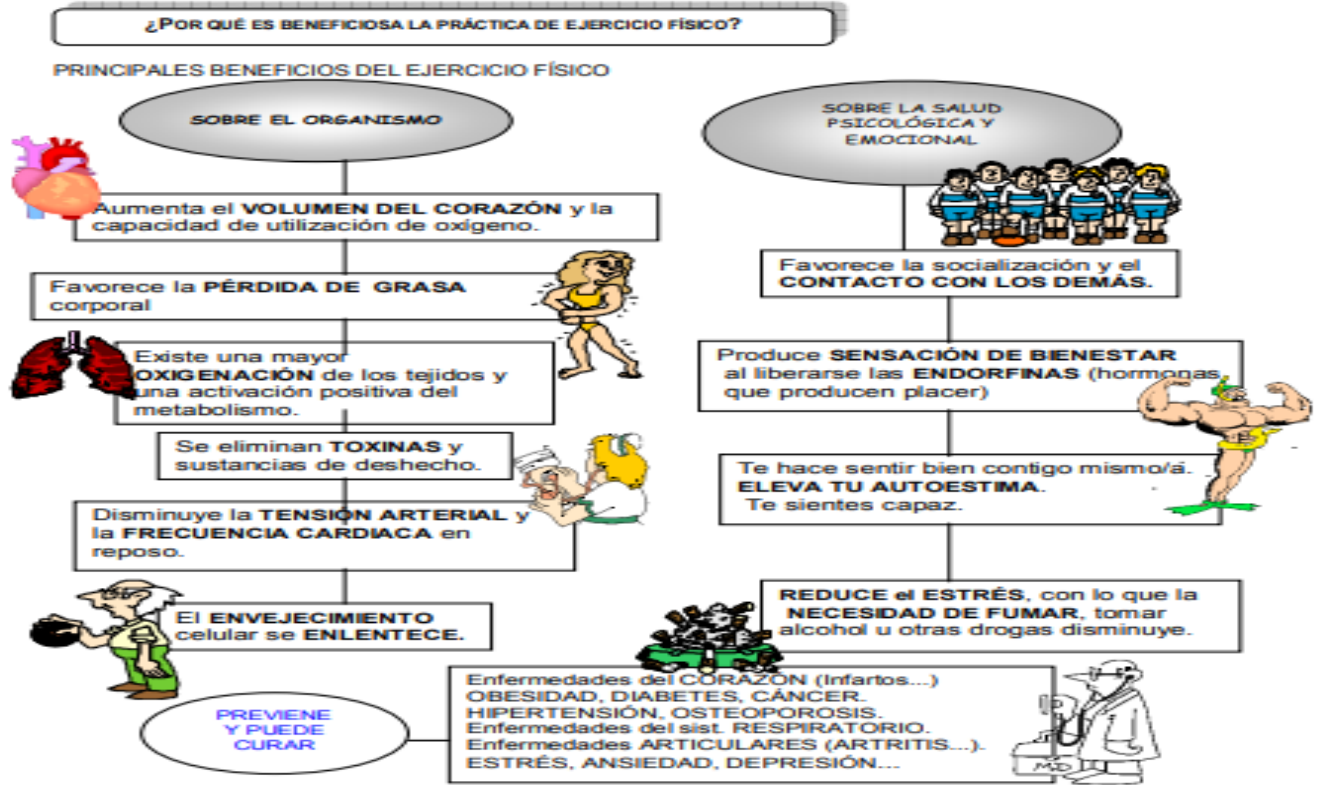 ¿POR QUÉ ES BENEFICIOSA LA PRÁCTICA DE EJERCICIO FÍSICO?
PRINCIPALES BENEFICIOS DEL EJERCICIO FÍSICO
SOBRE EL ORGANISMO
Aumenta el VOLUMEN DEL CORAZÓN y la
capacidad de utilización de oxígeno.
Favorece la PÉRDIDA DE GRASA
corporal
Existe una mayor
OXIGENACIÓN de los tejidos y
una activación positiva del
metabolismo.
Se eliminan TOXINAS y
sustancias de deshecho.
Disminuye la TENSIÓN ARTERIAL y
la FRECUENCIA CARDIACA en
reposo.
El ENVEJECIMIENTO
celular se ENLENTECE.
SOBRE LA SALUD
PSICOLÓGICA Y
EMOCIONAL
Favorece la socialización y el
CONTACTO CON LOS DEMÁS.
Produce SENSACIÓN DE BIENESTAR
al liberarse las ENDORFINAS (hormonas
que producen placer)
Te hace sentir bien contigo mismo/a.
ELEVA TU AUTOESTIMA.
Te sientes capaz.
REDUCE el ESTRÉS, con lo que la
NECESIDAD DE FUMAR, tomar
alcohol u otras drogas disminuye.
PREVIENE
Y PUEDE
CURAR
Enfermedades del CORAZÓN (Infartos...)
OBESIDAD, DIABETES, CÁNCER.
HIPERTENSIÓN, OSTEOPOROSIS.
Enfermedades del sist. RESPIRATORIO.
Enfermedades ARTICULARES (ARTRITIS...).
ESTRÉS, ANSIEDAD, DEPRESIÓN...
M.D